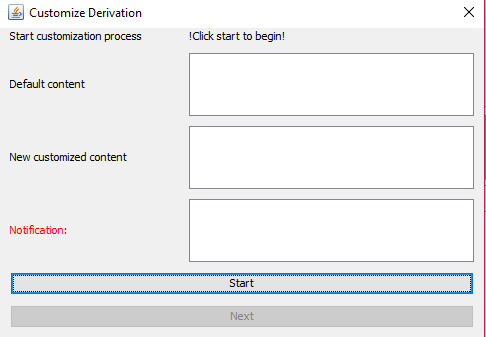 Customize Derivation
Start customization process !Click start to begin!
Default content
New customized content
Notification:
Start
Next